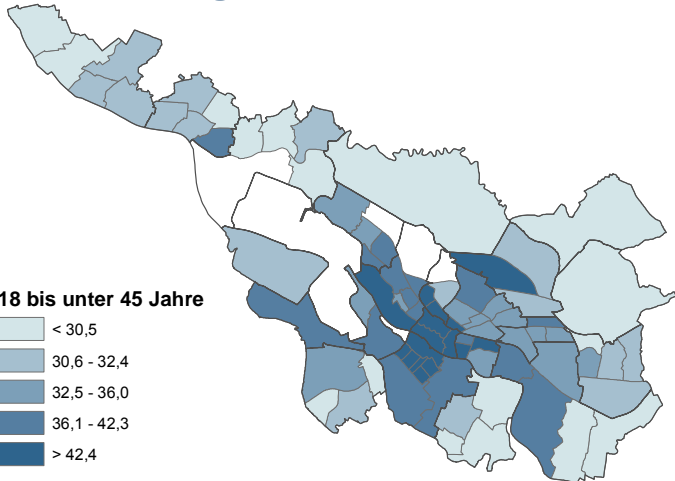 18 bis unter 45 Jahre
< 30,5
30,6 - 32,4
32,5 - 36,0
36,1 - 42,3
> 42,4